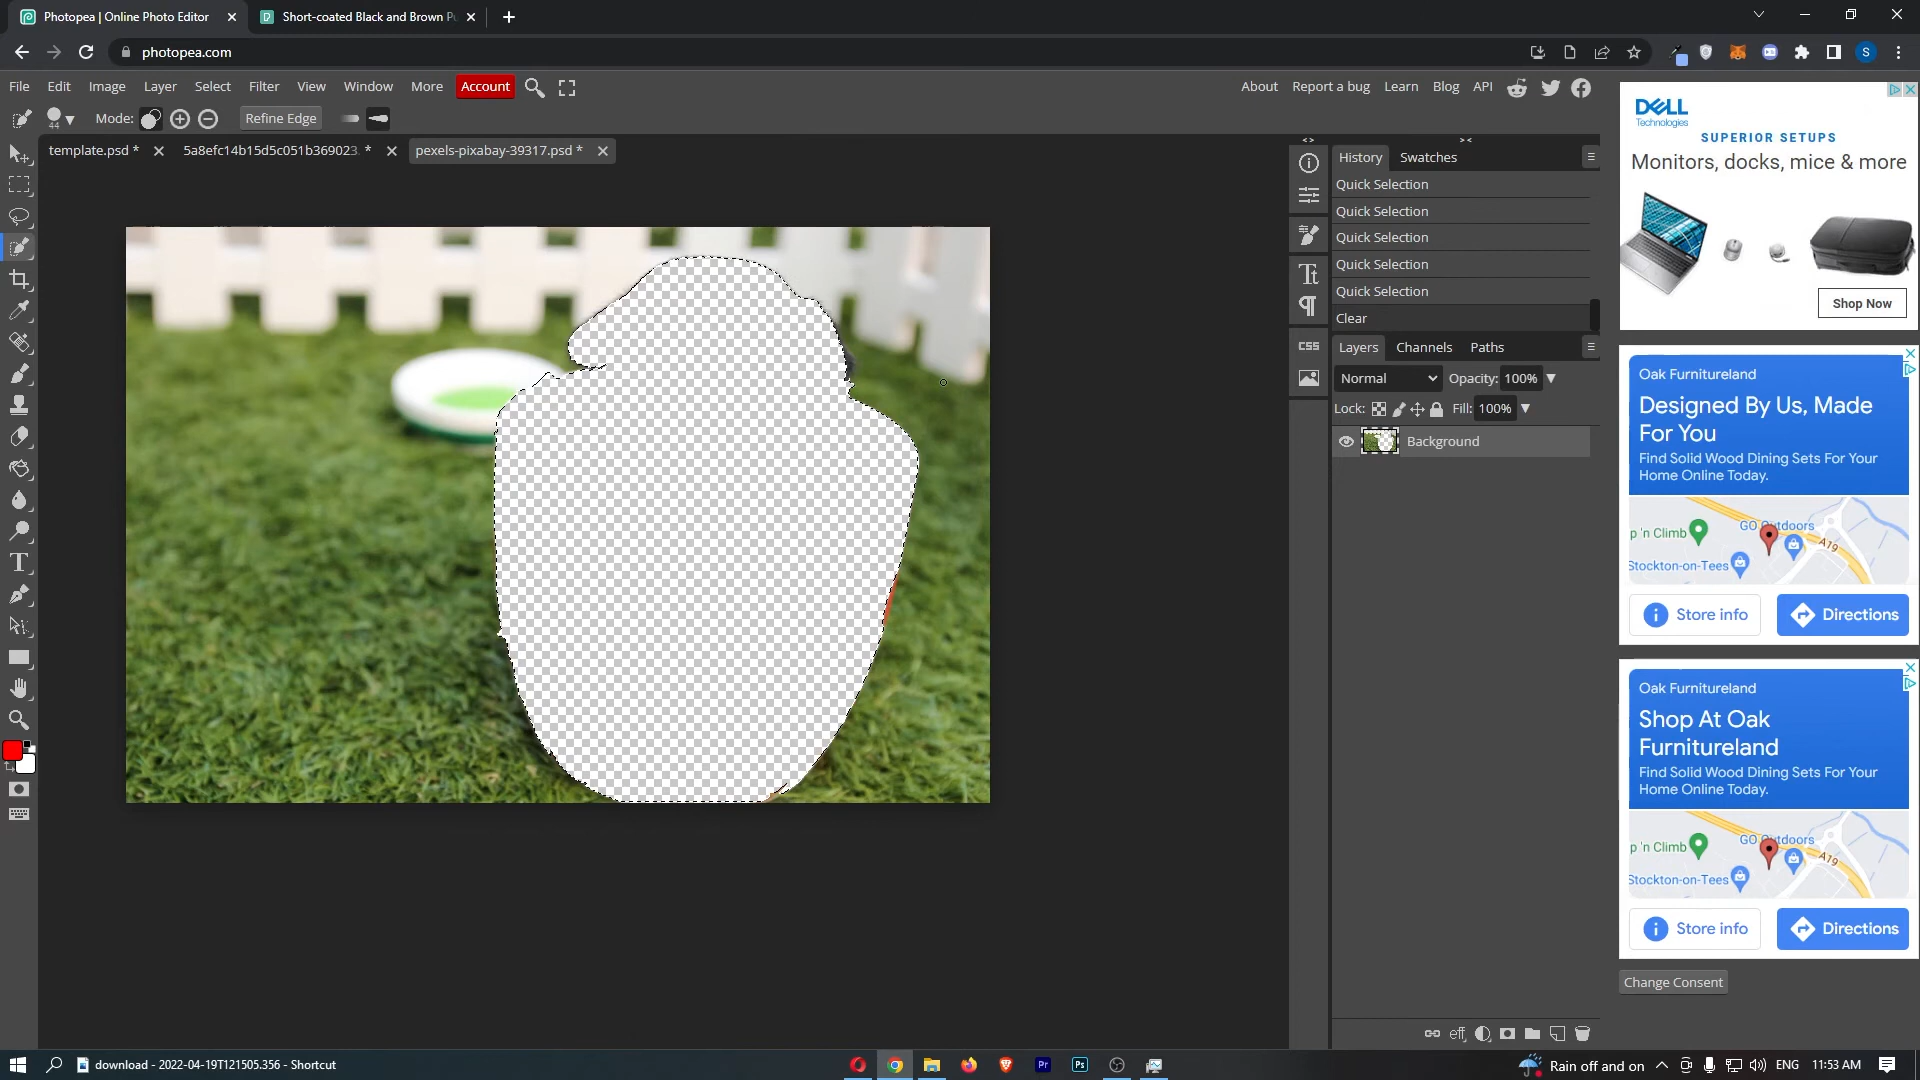 Photopea | Online Photo Editor
Short-coated Black and Brown Pu
photopea.com
S
File Edit Image Layer Select Filter View Window More Account
About Report a bug Learn Blog API
44
Mode:
Refine Edge
template.psd *
5a8efc14b15d5c051b369023. *
pexels-pixabay-39317.psd *
History Swatches
Quick Selection
Quick Selection
Quick Selection
Quick Selection
Quick Selection
Clear
CSS
Layers Channels Paths
Normal Opacity: 100%
Lock: Fill: 100%
Background
eff
DELL
Technologies
SUPERIOR SETUPS
Monitors, docks, mice & more
Shop Now
Oak Furnitureland
Designed By Us, Made
For You
Find Solid Wood Dining Sets For Your
Home Online Today.
p 'n Climb
GO Outdoors
A19
Stockton-on-Tees
Store info
Directions
Oak Furnitureland
Shop At Oak
Furnitureland
Find Solid Wood Dining Sets For Your
Home Online Today.
p 'n Climb
GO Outdoors
A19
Stockton-on-Tees
Store info
Directions
Change Consent
download - 2022-04-19T121505.356 - Shortcut
Pr
Ps
Rain off and on
ENG
11:53 AM